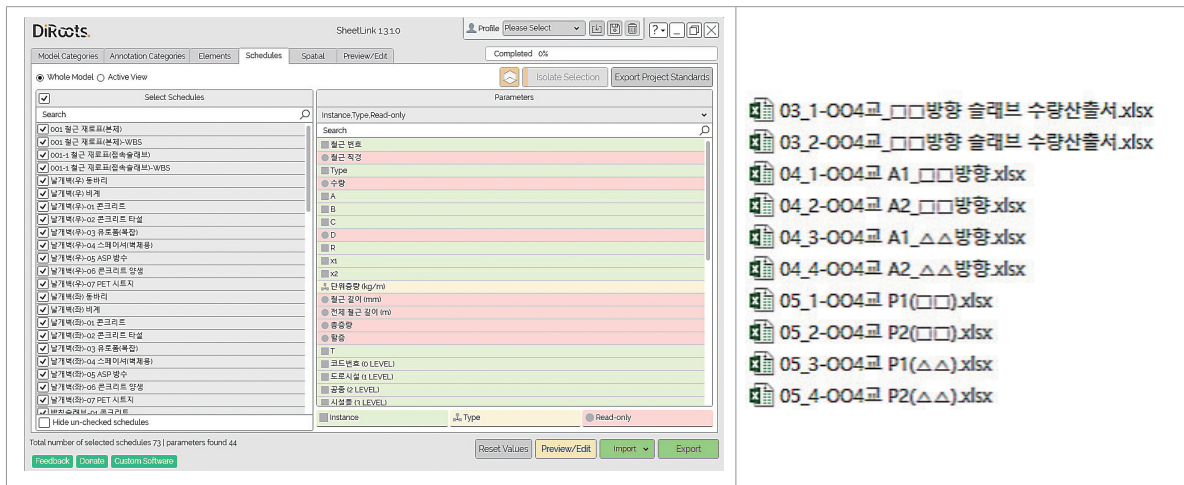 DiRoots.
SheetLink 1.3.1.0
Profile Please Select
Model Categories Annotation Categories Elements Schedules Spatial Preview/Edit
Completed 0%
Whole Model Active View
Isolate Selection Export Project Standards
Select Schedules
Search
001 철근 재료표(본체)
001 철근 재료표(본체)-WBS
001-1 철근 재료표(접속슬래브)
001-1 철근 재료표(접속슬래브)-WBS
날개벽(우) 동바리
날개벽(우) 비계
날개벽(우)-01 콘크리트
날개벽(우)-02 콘크리트 타설
날개벽(우)-03 유로폼(복잡)
날개벽(우)-04 스페이셔(벽체용)
날개벽(우)-05 ASP 방수
날개벽(우)-06 콘크리트 양생
날개벽(우)-07 PET 시트지
날개벽(좌) 동바리
날개벽(좌) 비계
날개벽(좌)-01 콘크리트
날개벽(좌)-02 콘크리트 타설
날개벽(좌)-03 유로폼(복잡)
날개벽(좌)-04 스페이셔(벽체용)
날개벽(좌)-05 ASP 방수
날개벽(좌)-06 콘크리트 양생
날개벽(좌)-07 PET 시트지
Hide un-checked schedules
Parameters
Instance,Type,Read-only
Search
철근 번호
철근 직경
Type
수량
A
B
C
D
R
x1
x2
단위중량 (kg/m)
철근 길이 (mm)
전체 철근 길이 (m)
총중량
할증
T
코드번호 (0 LEVEL)
도로시설 (1 LEVEL)
공종 (2 LEVEL)
시설물 (3 LEVEL)
Instance Type Read-only
Total number of selected schedules 73 | parameters found 44
Reset Values Preview/Edit Import Export
Feedback Donate Custom Software
03_1-OO4교_□□방향 슬래브 수량산출서.xlsx
03_2-OO4교_□□방향 슬래브 수량산출서.xlsx
04_1-OO4교 A1_□□방향.xlsx
04_2-OO4교 A2_□□방향.xlsx
04_3-OO4교 A1_△△방향.xlsx
04_4-OO4교 A2_△△방향.xlsx
05_1-OO4교 P1(□□).xlsx
05_2-OO4교 P2(□□).xlsx
05_3-OO4교 P1(△△).xlsx
05_4-OO4교 P2(△△).xlsx